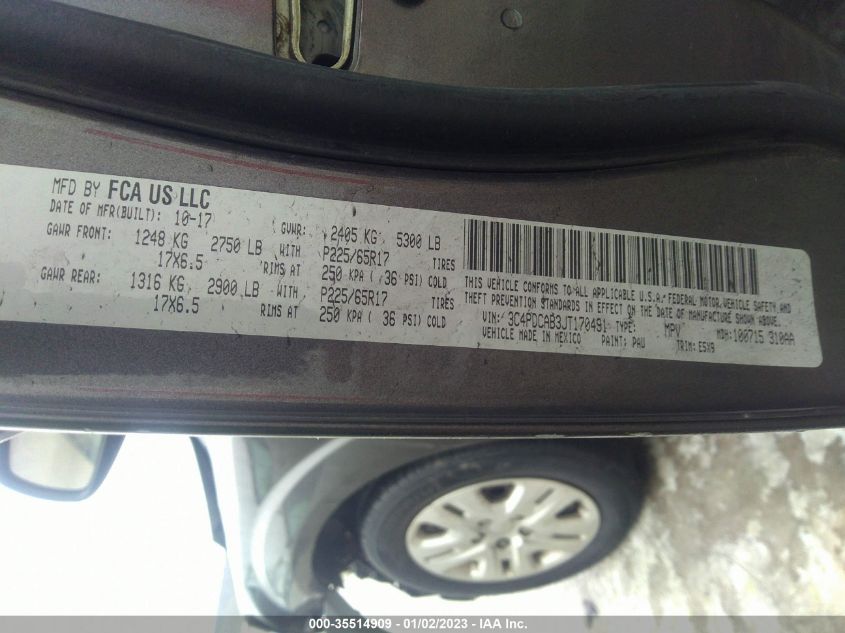 MFD BY FCA US LLC
DATE OF MFR(BUILT): 10-17
GVWR: 2405 KG 5300 LB
GAWR FRONT: 1248 KG 2750 LB WITH P225/65R17 TIRES
17X6.5 RIMS AT 250 KPA ( 36 PSI) COLD
GAWR REAR: 1316 KG 2900 LB WITH P225/65R17 TIRES
17X6.5 RIMS AT 250 KPA ( 36 PSI) COLD
THIS VEHICLE CONFORMS TO ALL APPLICABLE U.S.A. FEDERAL MOTOR VEHICLE SAFETY AND
THEFT PREVENTION STANDARDS IN EFFECT ON THE DATE OF MANUFACTURE SHOWN ABOVE
VIN: 3C4PDCAB3JT170491 TYPE: MPV MDH: 100715 310AA
VEHICLE MADE IN MEXICO PAINT: PAU TRIM: E5X9
000-35514909 - 01/02/2023 - IAA Inc.